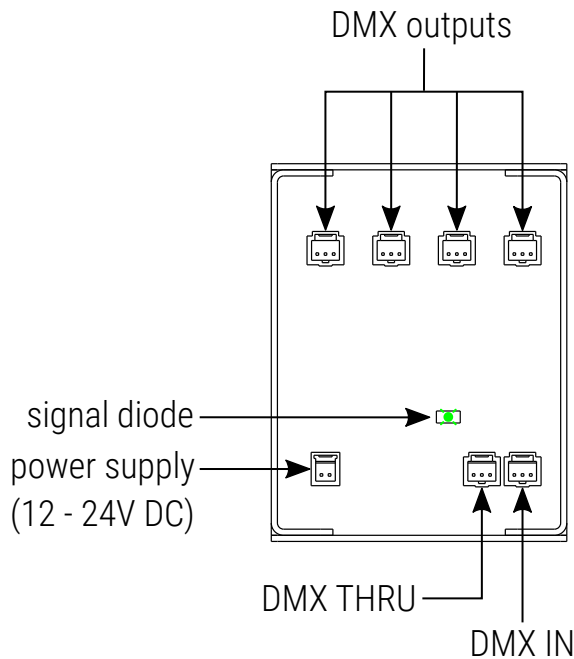 DMX outputs
signal diode
power supply
(12 - 24V DC)
DMX THRU
DMX IN